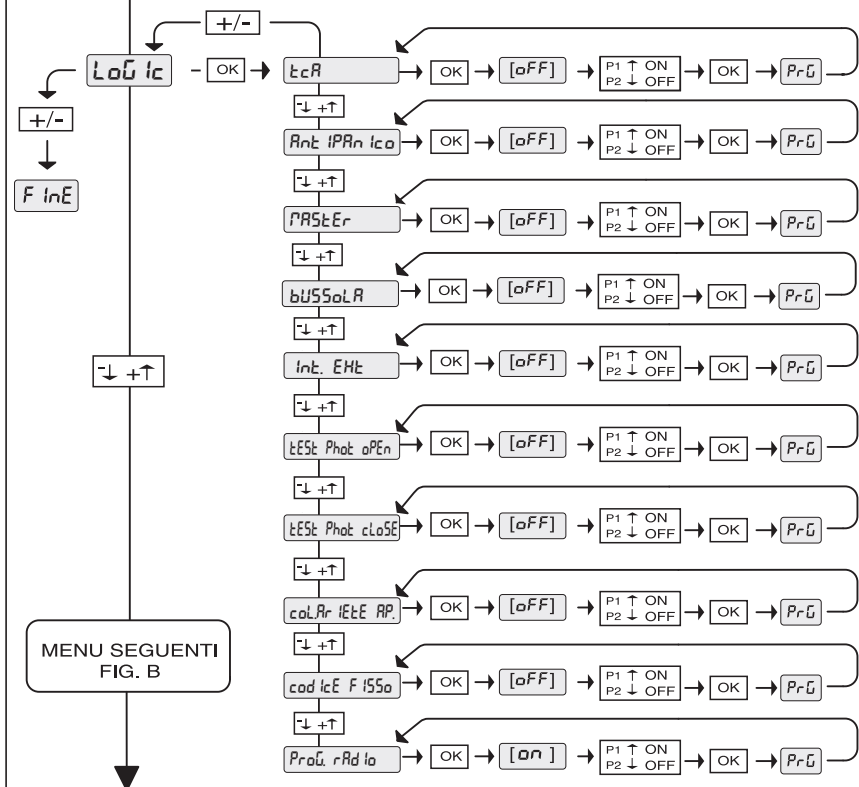 +/-
LoGIc
OK
tcA
OK
[oFF]
P1 ↑ ON
P2 ↓ OFF
OK
PrG
+/-
-↓ +↑
AntIPAnIco
OK
[oFF]
P1 ↑ ON
P2 ↓ OFF
OK
PrG
FInE
-↓ +↑
MAStEr
OK
[oFF]
P1 ↑ ON
P2 ↓ OFF
OK
PrG
-↓ +↑
bUSSoLA
OK
[oFF]
P1 ↑ ON
P2 ↓ OFF
OK
PrG
-↓ +↑
-↓ +↑
Int. EHt
OK
[oFF]
P1 ↑ ON
P2 ↓ OFF
OK
PrG
-↓ +↑
tESt Phot oPEn
OK
[oFF]
P1 ↑ ON
P2 ↓ OFF
OK
PrG
-↓ +↑
tESt Phot cLoSE
OK
[oFF]
P1 ↑ ON
P2 ↓ OFF
OK
PrG
-↓ +↑
coL.ArIEtE AP.
OK
[oFF]
P1 ↑ ON
P2 ↓ OFF
OK
PrG
MENU SEGUENTI
FIG. B
-↓ +↑
codIcE FISSo
OK
[oFF]
P1 ↑ ON
P2 ↓ OFF
OK
PrG
-↓ +↑
ProG. rAdIo
OK
[on]
P1 ↑ ON
P2 ↓ OFF
OK
PrG